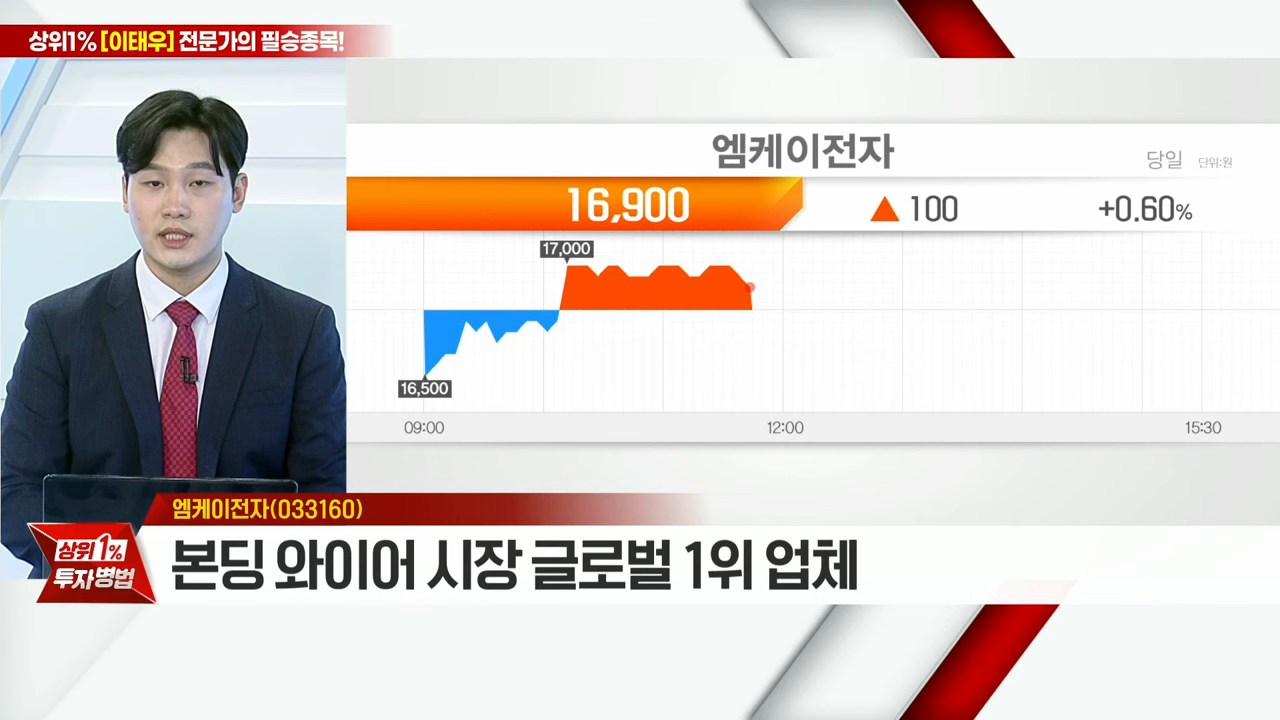 상위1% [이태우] 전문가의 필승종목!
엠케이전자
당일 단위:원
16,900 ▲ 100 +0.60%
17,000
16,500
09:00 12:00 15:30
엠케이전자(033160)
상위 1%
투자병법
본딩 와이어 시장 글로벌 1위 업체